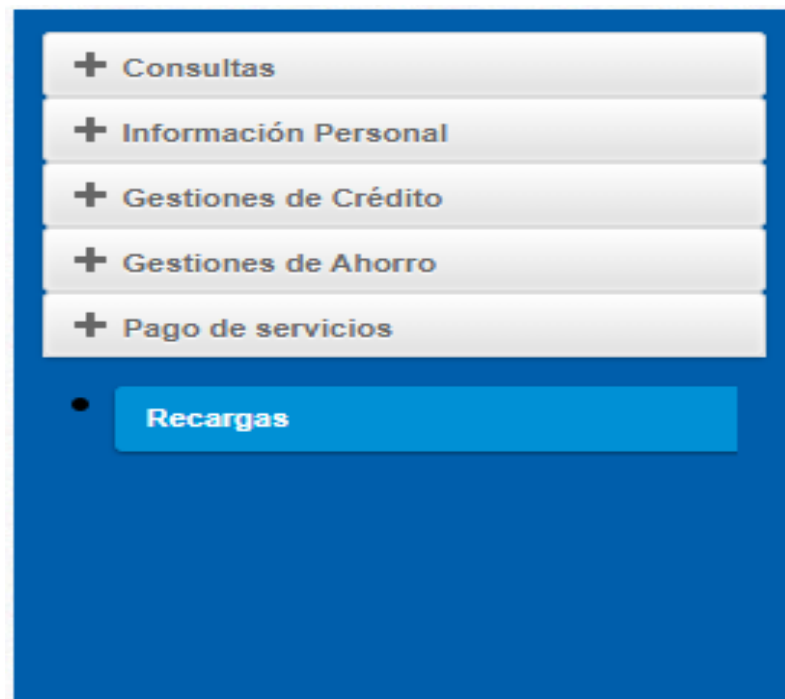 Consultas
Información Personal
Gestiones de Crédito
Gestiones de Ahorro
Pago de servicios
Recargas